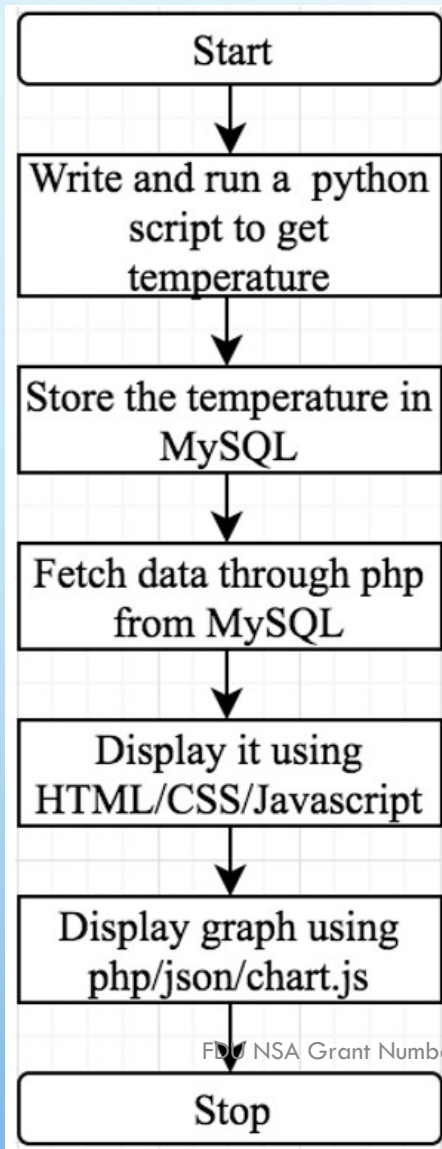 Start
Write and run a python
script to get
temperature
Store the temperature in
MySQL
Fetch data through php
from MySQL
Display it using
HTML/CSS/Javascript
Display graph using
php/json/chart.js
FDU NSA Grant Numbe
Stop